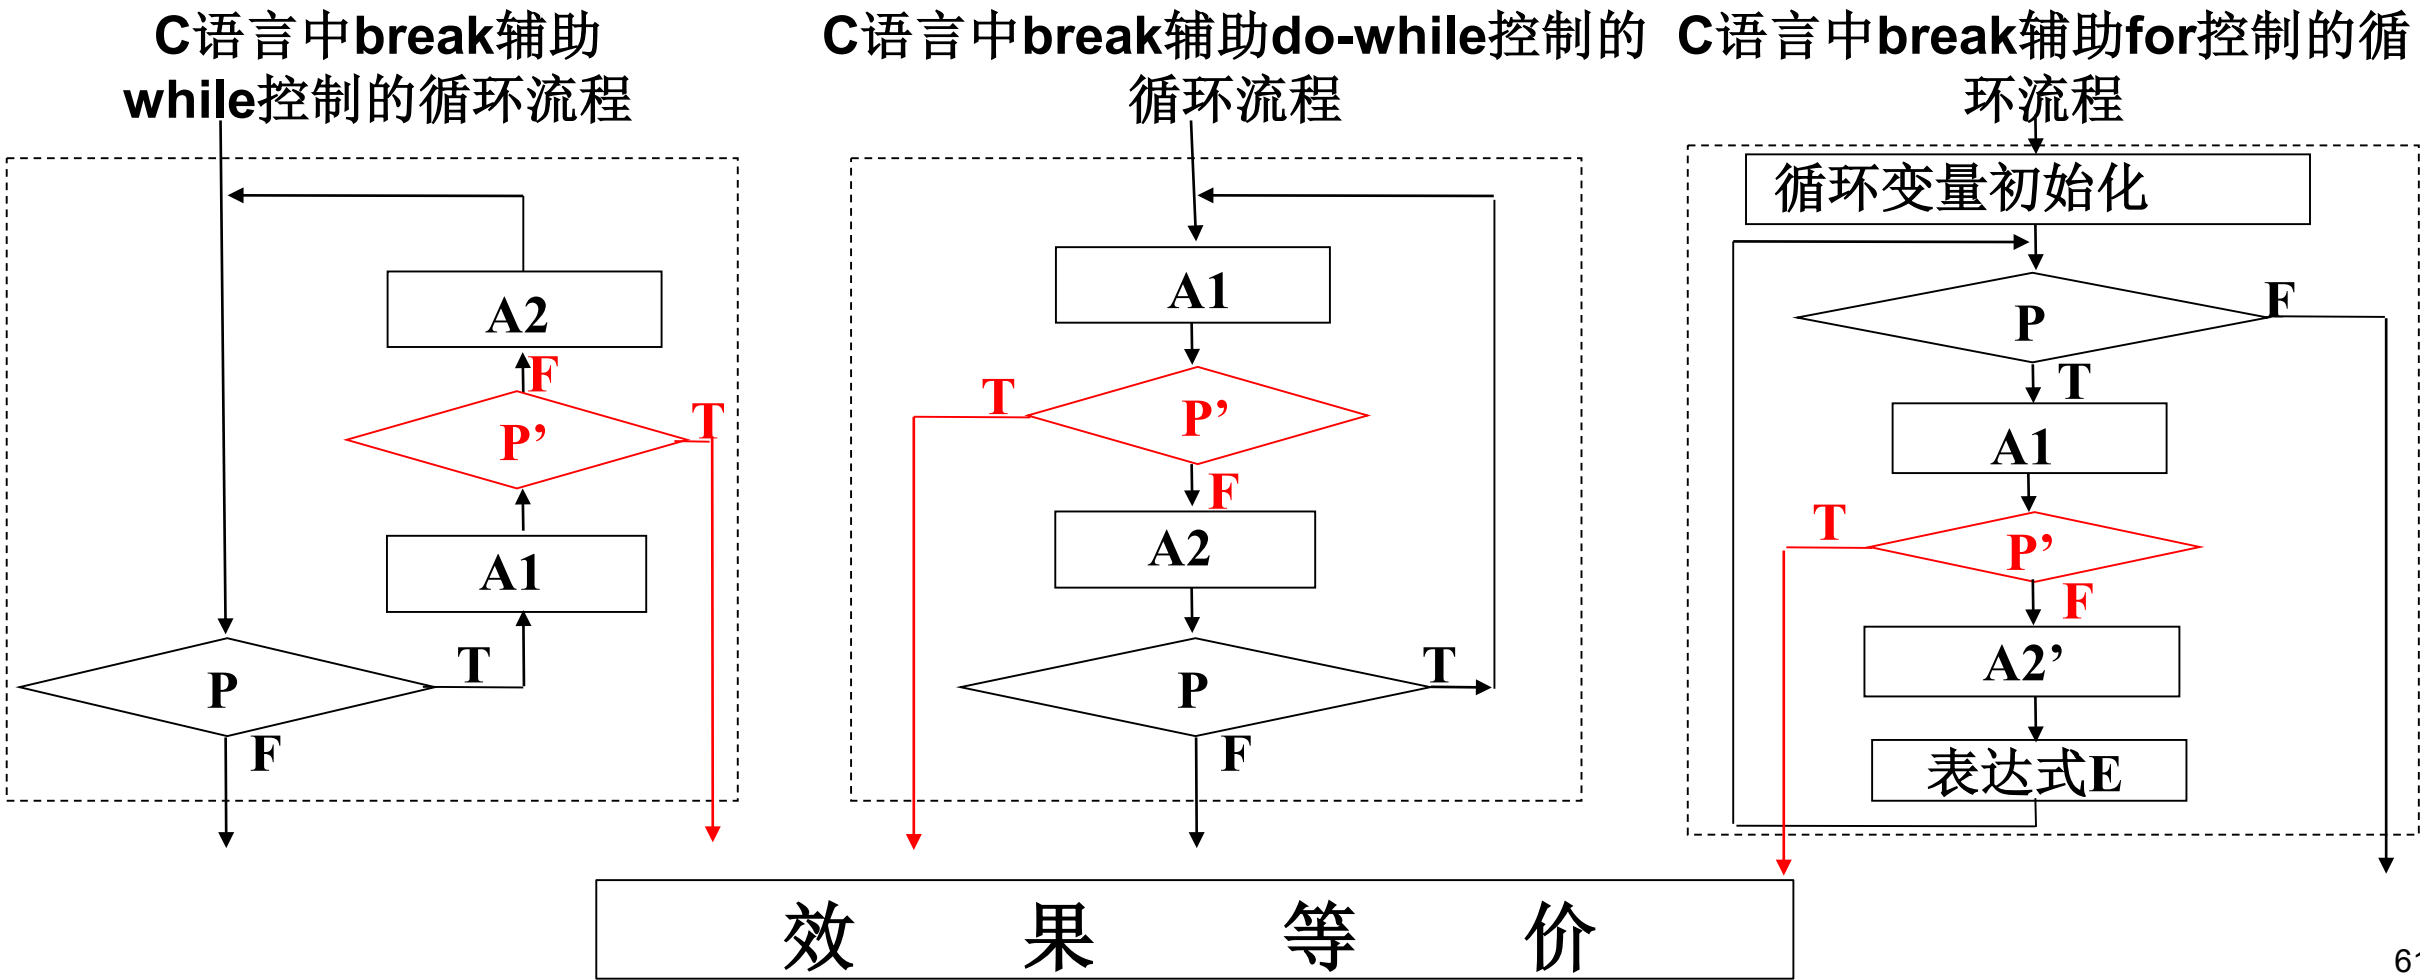 C语言中break辅助
while控制的循环流程
A2
F
P’
T
A1
T
P
F
C语言中break辅助do-while控制的
循环流程
A1
T
P’
F
A2
T
P
F
C语言中break辅助for控制的循
环流程
循环变量初始化
P
F
T
A1
T
P’
F
A2’
表达式E
效 果 等 价